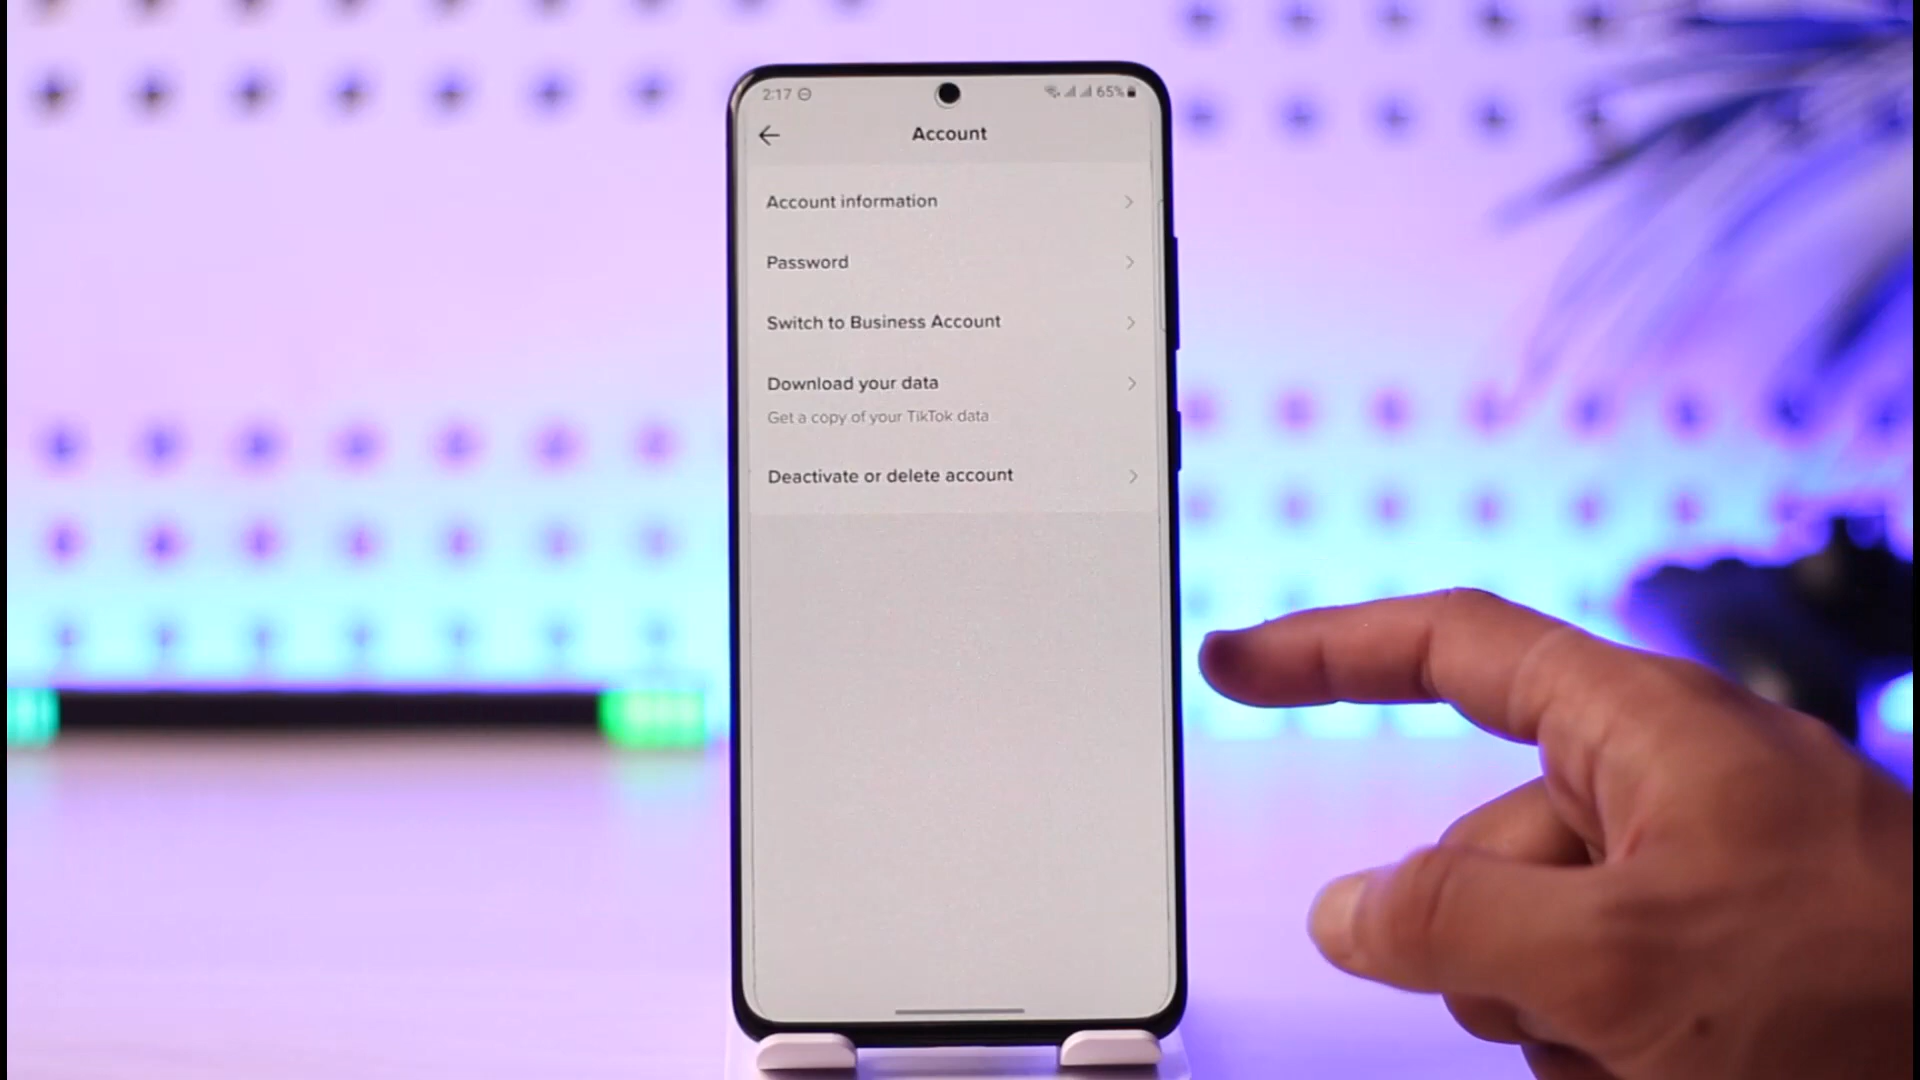 2:17
65%
Account
Account information
Password
Switch to Business Account
Download your data
Get a copy of your TikTok data
Deactivate or delete account